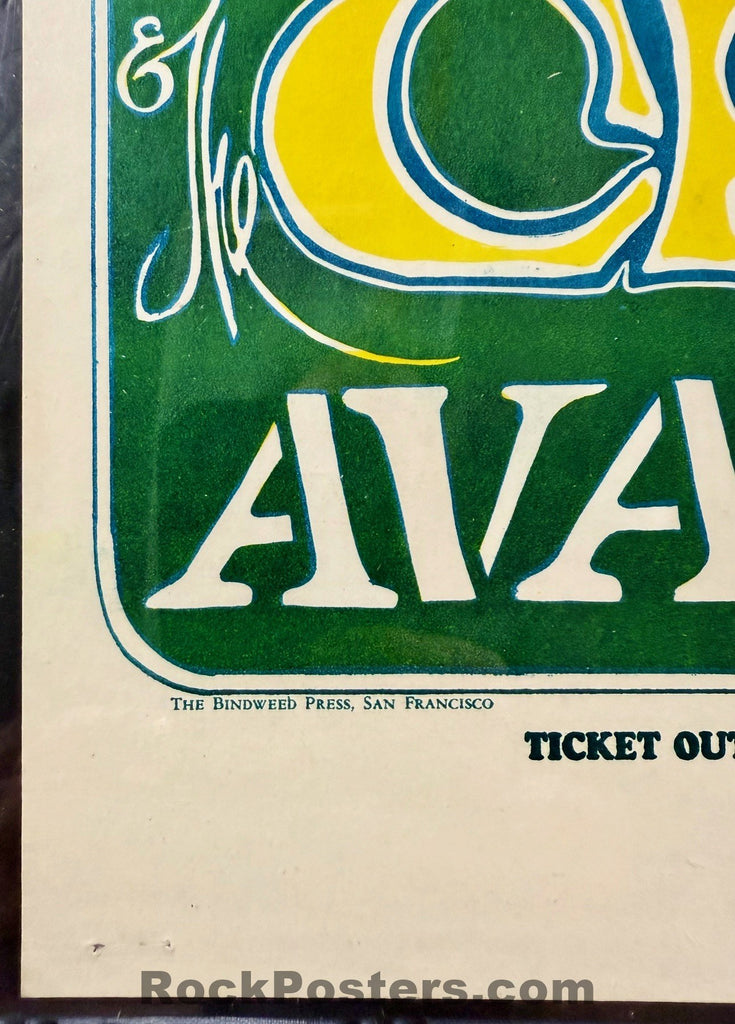 & The
AVA
THE BINDWEED PRESS, SAN FRANCISCO
TICKET OUT
RockPosters.com